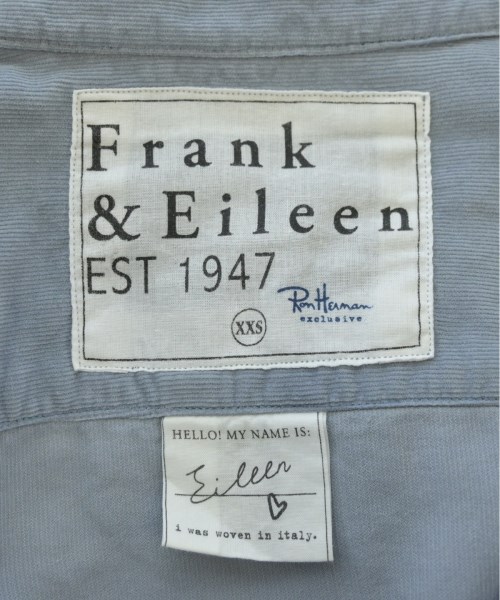 Frank
& Eileen
EST 1947
Ron Herman
exclusive
XXS
HELLO! MY NAME IS:
Eileen
i was woven in italy.